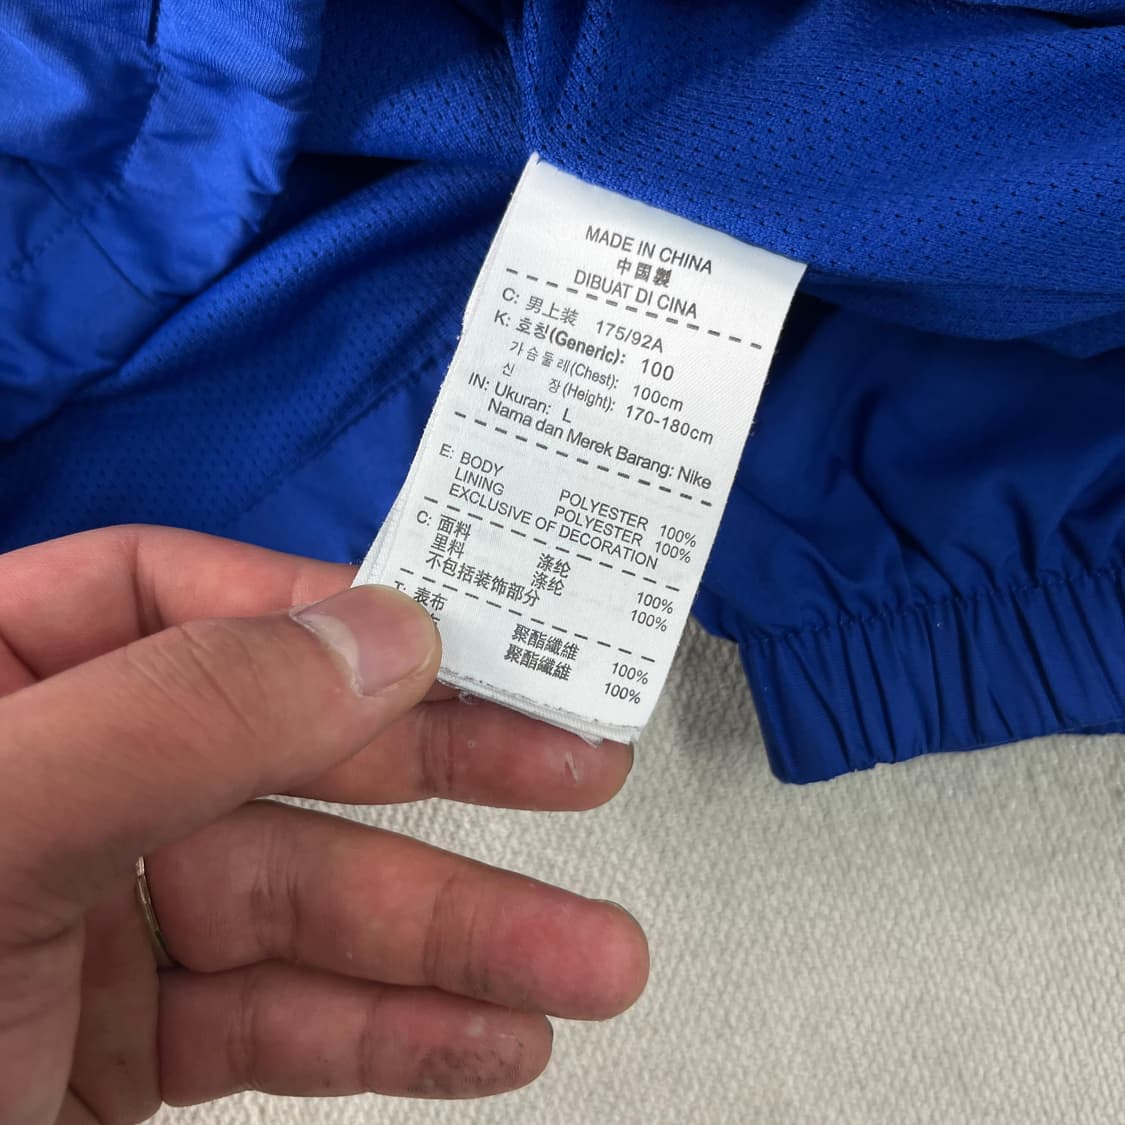 MADE IN CHINA
中国製
DIBUAT DI CINA
C: 男上装 175/92A
K: 호칭(Generic): 100
가슴둘레(Chest): 100cm
신 장(Height): 170-180cm
IN: Ukuran: L
Nama dan Merek Barang: Nike
E: BODY POLYESTER 100%
LINING POLYESTER 100%
EXCLUSIVE OF DECORATION
C: 面料 涤纶 100%
里料 涤纶 100%
不包括装饰部分
T: 表布 聚酯纖維 100%
聚酯纖維 100%